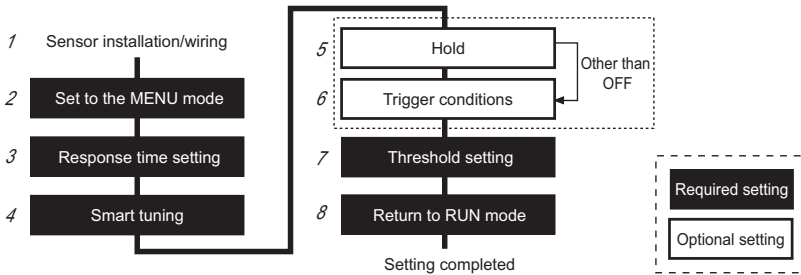 1 Sensor installation/wiring
2 Set to the MENU mode
3 Response time setting
4 Smart tuning
5 Hold
Other than
OFF
6 Trigger conditions
7 Threshold setting
8 Return to RUN mode
Setting completed
Required setting
Optional setting